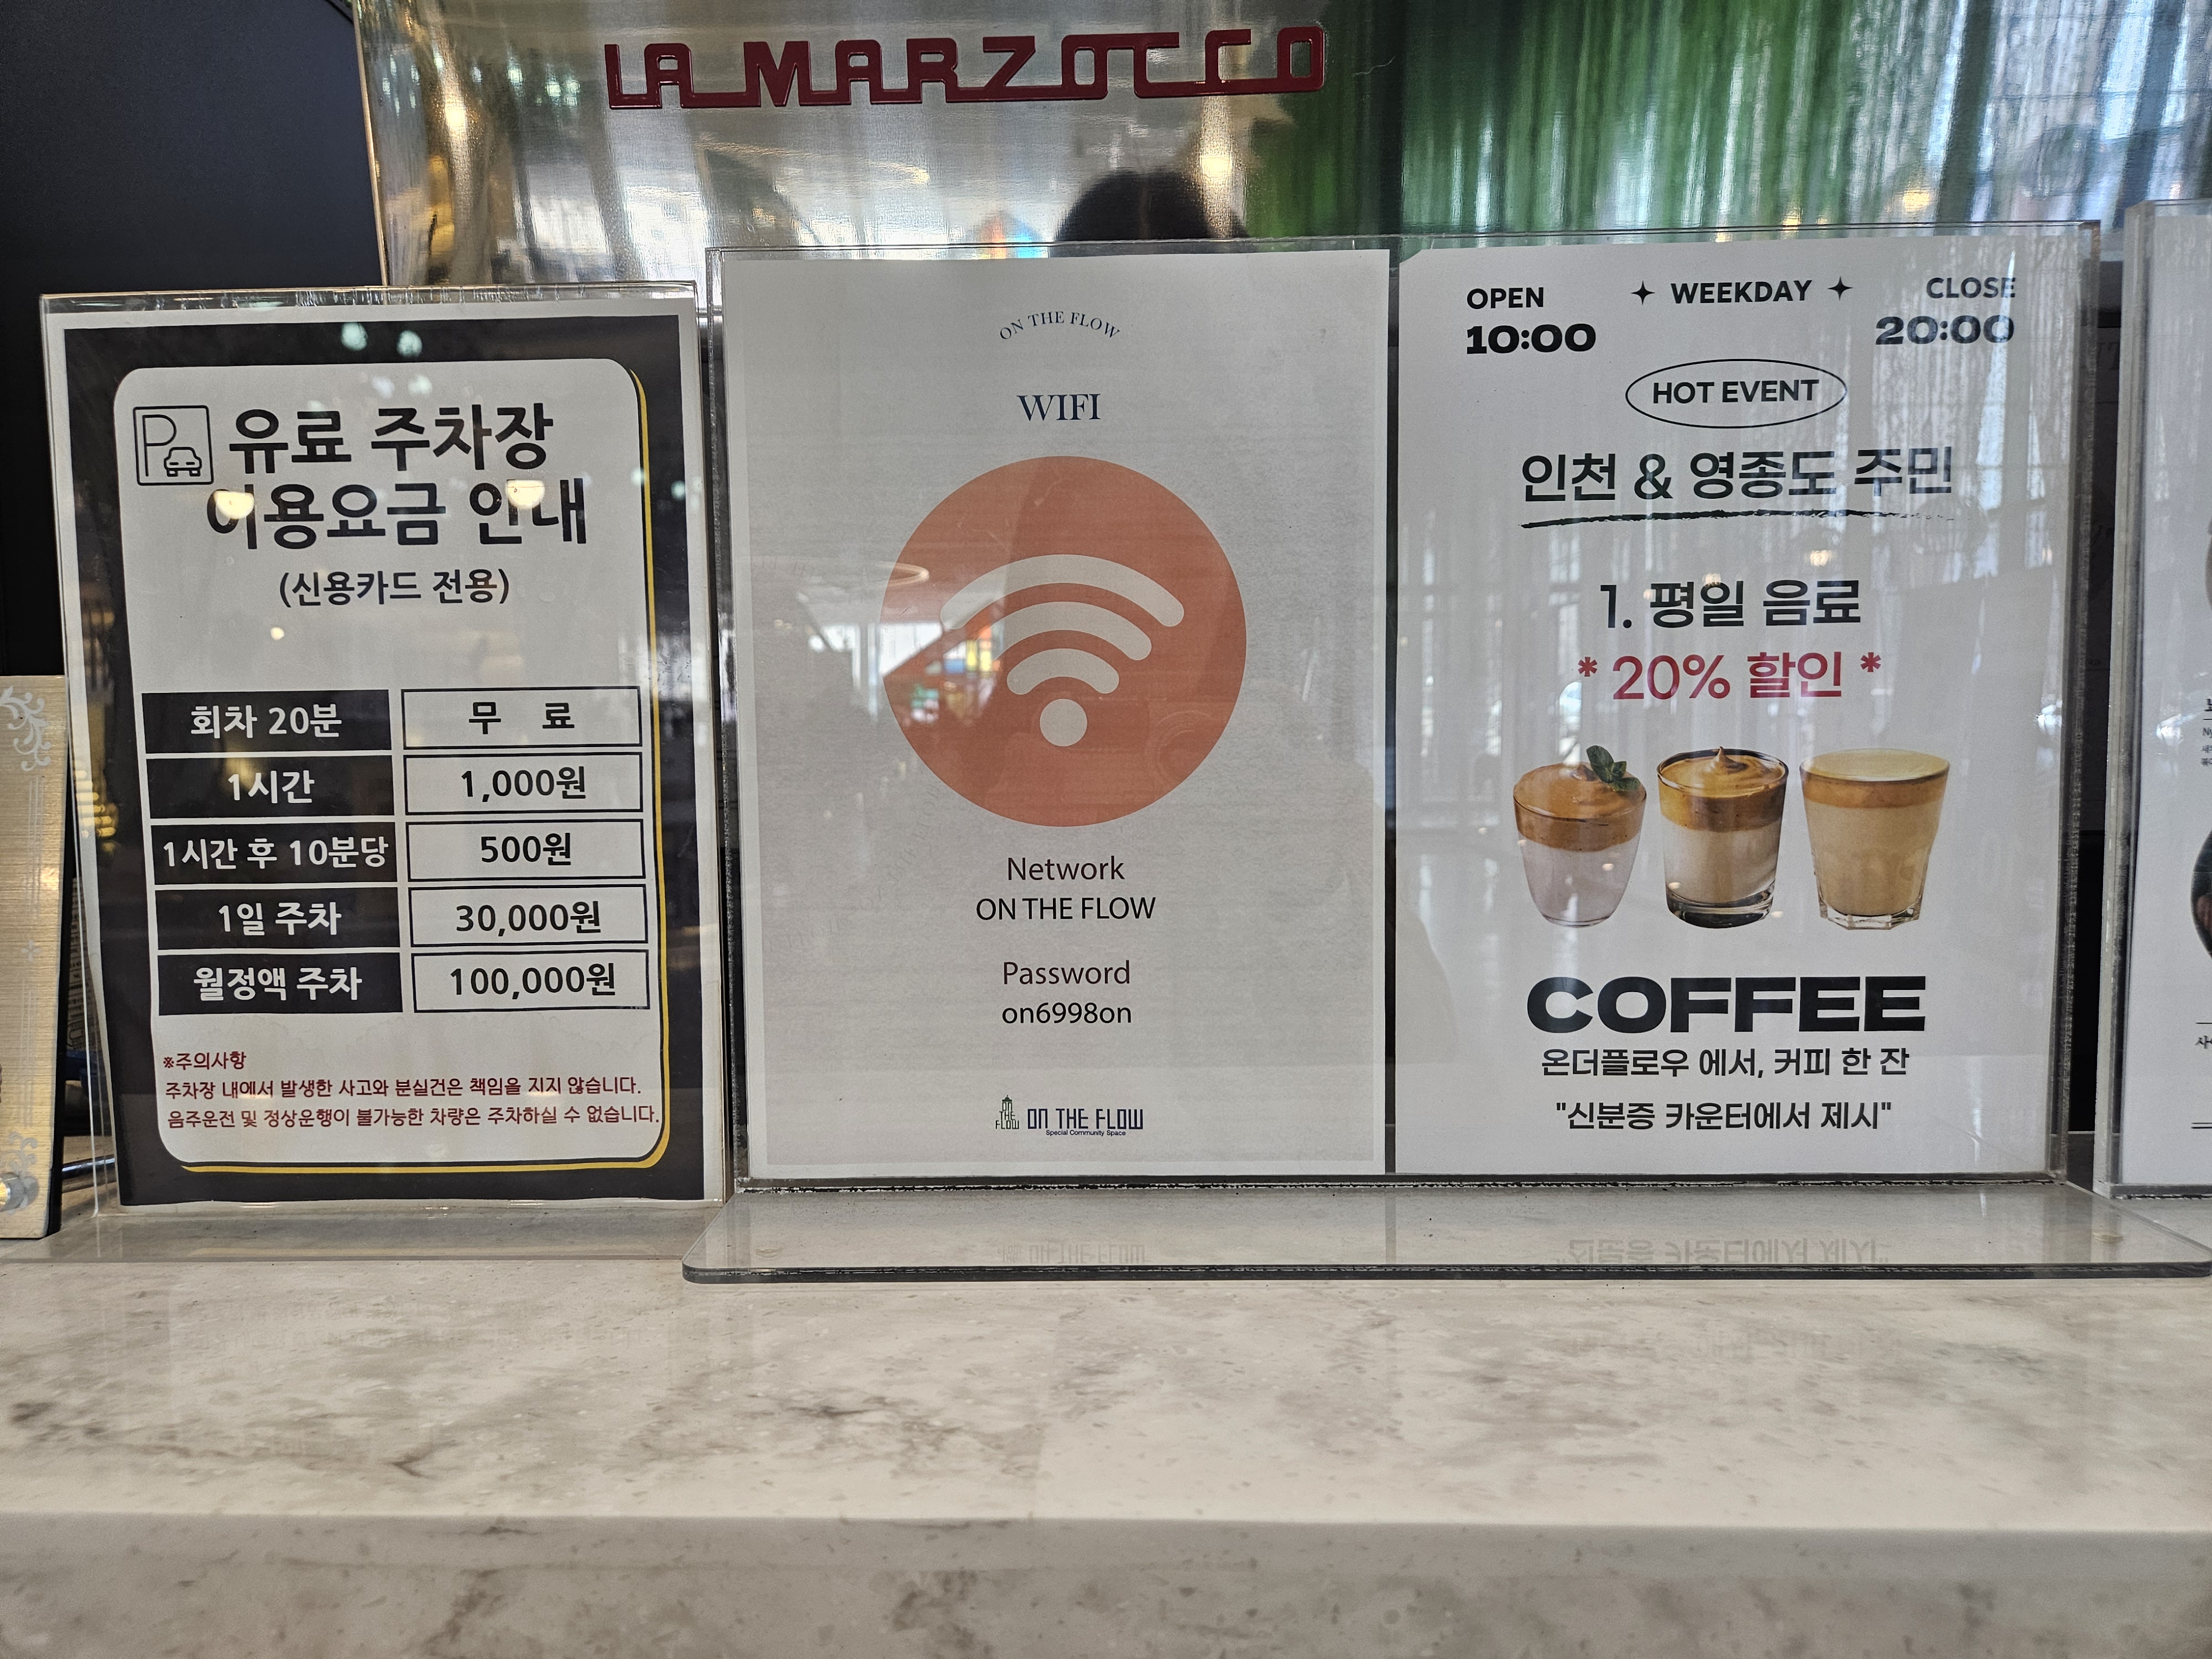 LA MARZOCCO
유료 주차장
이용요금 안내
(신용카드 전용)
회차 20분 무 료
1시간 1,000원
1시간 후 10분당 500원
1일 주차 30,000원
월정액 주차 100,000원
※주의사항
주차장 내에서 발생한 사고와 분실건은 책임을 지지 않습니다.
음주운전 및 정상운행이 불가능한 차량은 주차하실 수 없습니다.
ON THE FLOW
WIFI
Network
ON THE FLOW
Password
on6998on
ON THE FLOW
ON THE FLOW
Special Community Space
OPEN WEEKDAY CLOSE
10:00 20:00
HOT EVENT
인천 & 영종도 주민
1. 평일 음료
* 20% 할인 *
COFFEE
온더플로우 에서, 커피 한 잔
"신분증 카운터에서 제시"